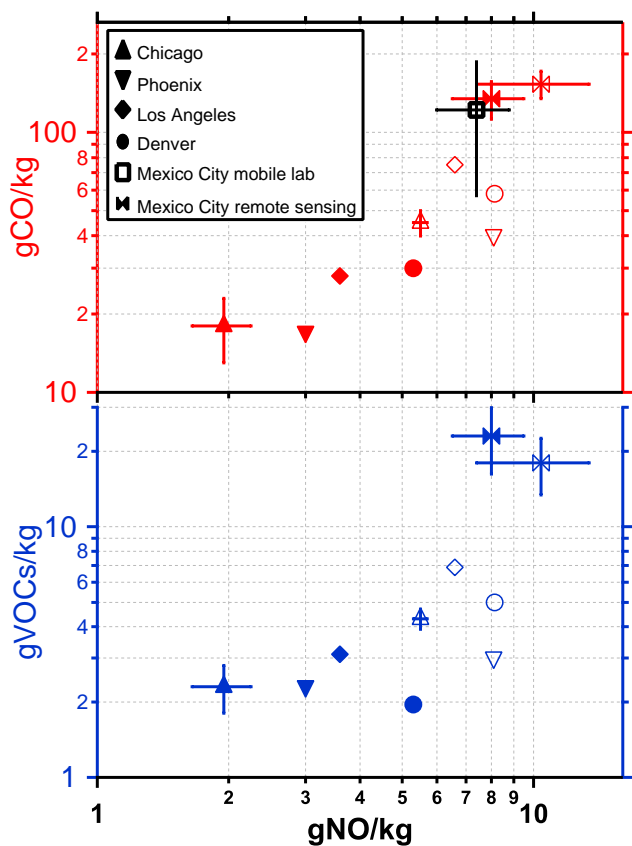 2
Chicago
Phoenix
Los Angeles
Denver
Mexico City mobile lab
Mexico City remote sensing
100
8
6
4
2
10
gCO/kg
2
10
8
6
4
2
1
gVOCs/kg
1 2 3 4 5 6 7 8 9 10
gNO/kg